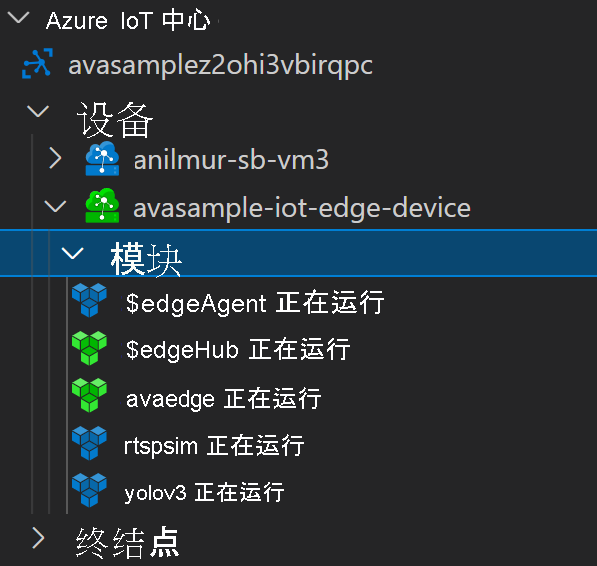 Azure IoT 中心
avasamplez2ohi3vbirqpc
设备
anilmur-sb-vm3
avasample-iot-edge-device
模块
$edgeAgent 正在运行
$edgeHub 正在运行
avaedge 正在运行
rtspsim 正在运行
yolov3 正在运行
终结点